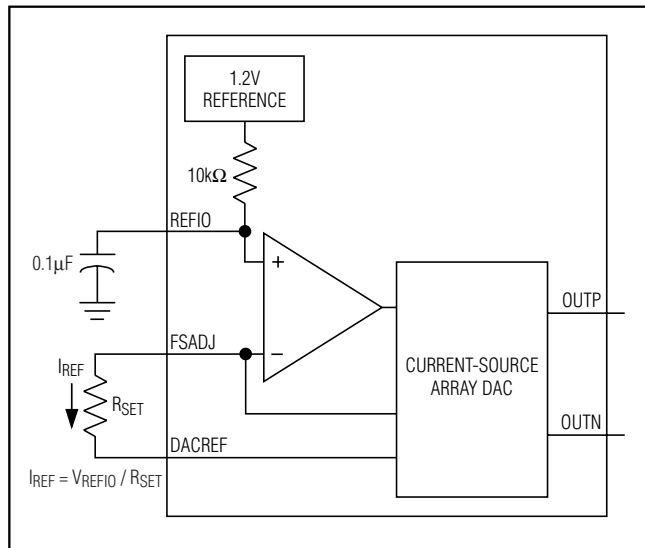 1.2V
REFERENCE
10kΩ
REFIO
0.1µF
+
OUTP
FSADJ
−
CURRENT-SOURCE
ARRAY DAC
IREF
RSET
OUTN
DACREF
IREF = VREFIO / RSET